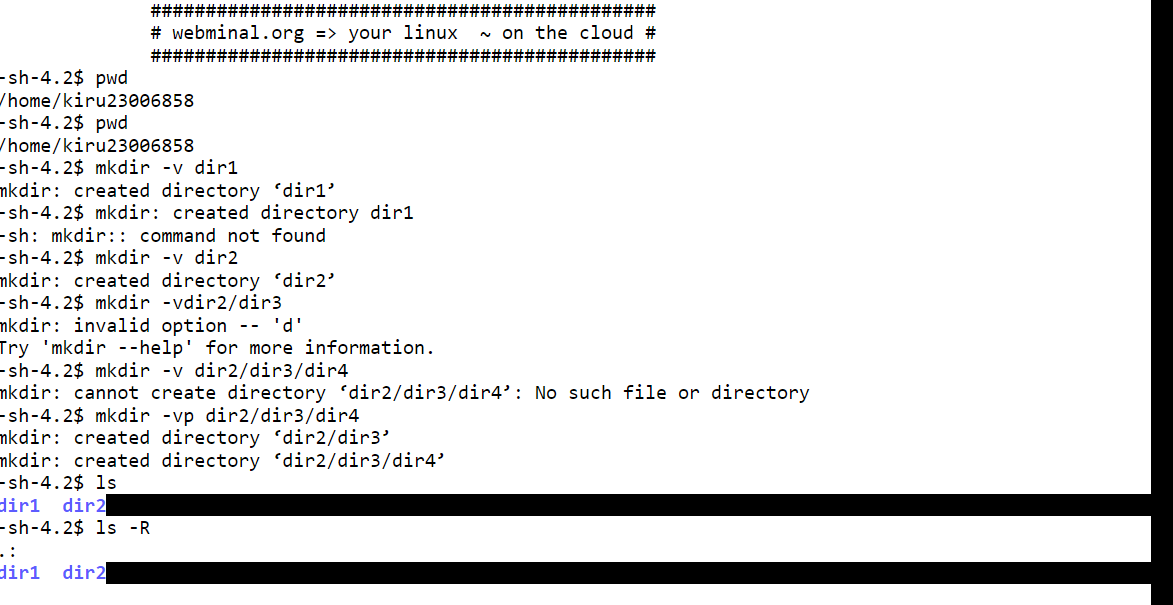 ##############################################
# webminal.org => your linux  ~ on the cloud #
##############################################
-sh-4.2$ pwd
/home/kiru23006858
-sh-4.2$ pwd
/home/kiru23006858
-sh-4.2$ mkdir -v dir1
mkdir: created directory ‘dir1’
-sh-4.2$ mkdir: created directory dir1
-sh: mkdir:: command not found
-sh-4.2$ mkdir -v dir2
mkdir: created directory ‘dir2’
-sh-4.2$ mkdir -vdir2/dir3
mkdir: invalid option -- 'd'
Try 'mkdir --help' for more information.
-sh-4.2$ mkdir -v dir2/dir3/dir4
mkdir: cannot create directory ‘dir2/dir3/dir4’: No such file or directory
-sh-4.2$ mkdir -vp dir2/dir3/dir4
mkdir: created directory ‘dir2/dir3’
mkdir: created directory ‘dir2/dir3/dir4’
-sh-4.2$ ls
dir1  dir2
-sh-4.2$ ls -R
.:
dir1  dir2